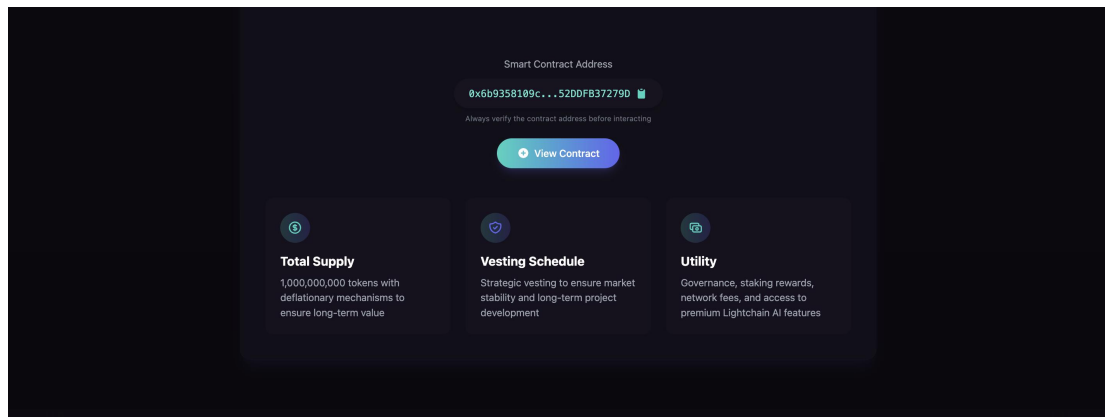 Smart Contract Address
0x6b9358109c...52DDFB37279D
Always verify the contract address before interacting
View Contract
Total Supply
1,000,000,000 tokens with
deflationary mechanisms to
ensure long-term value
Vesting Schedule
Strategic vesting to ensure market
stability and long-term project
development
Utility
Governance, staking rewards,
network fees, and access to
premium Lightchain AI features